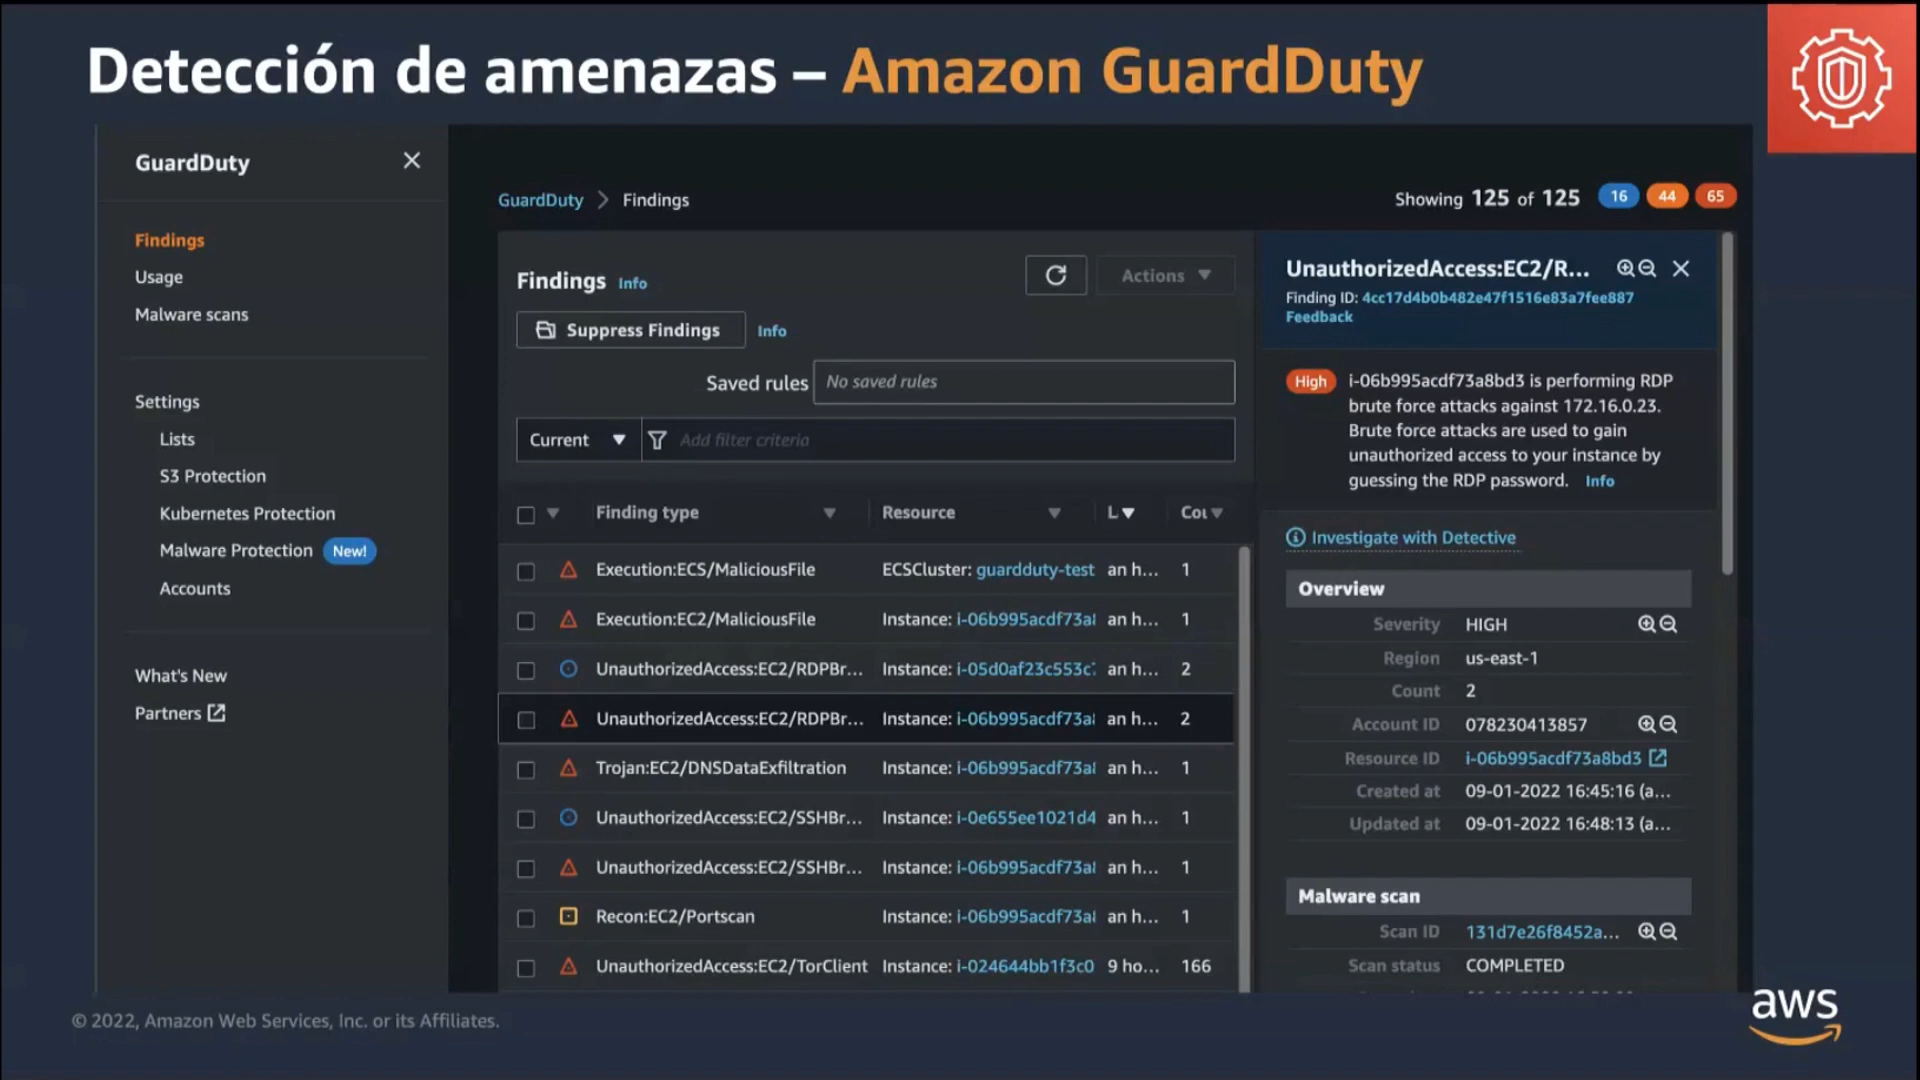 Detección de amenazas – Amazon GuardDuty
GuardDuty
Findings
Usage
Malware scans
Settings
Lists
S3 Protection
Kubernetes Protection
Malware Protection New!
Accounts
What's New
Partners
GuardDuty > Findings
Showing 125 of 125 16 44 65
Findings Info
Actions
Suppress Findings Info
Saved rules No saved rules
Current Add filter criteria
Finding type Resource L Cou
Execution:ECS/MaliciousFile ECSCluster: guardduty-test an h... 1
Execution:EC2/MaliciousFile Instance: i-06b995acdf73a an h... 1
UnauthorizedAccess:EC2/RDPBr... Instance: i-05d0af23c553c an h... 2
UnauthorizedAccess:EC2/RDPBr... Instance: i-06b995acdf73a an h... 2
Trojan:EC2/DNSDataExfiltration Instance: i-06b995acdf73a an h... 1
UnauthorizedAccess:EC2/SSHBr... Instance: i-0e655ee1021d4 an h... 1
UnauthorizedAccess:EC2/SSHBr... Instance: i-06b995acdf73a an h... 1
Recon:EC2/Portscan Instance: i-06b995acdf73a an h... 1
UnauthorizedAccess:EC2/TorClient Instance: i-024644bb1f3c0 9 ho... 166
UnauthorizedAccess:EC2/R...
Finding ID: 4cc17d4b0b482e47f1516e83a7fee887
Feedback
High i-06b995acdf73a8bd3 is performing RDP
brute force attacks against 172.16.0.23.
Brute force attacks are used to gain
unauthorized access to your instance by
guessing the RDP password. Info
Investigate with Detective
Overview
Severity HIGH
Region us-east-1
Count 2
Account ID 078230413857
Resource ID i-06b995acdf73a8bd3
Created at 09-01-2022 16:45:16 (a...
Updated at 09-01-2022 16:48:13 (a...
Malware scan
Scan ID 131d7e26f8452a...
Scan status COMPLETED
© 2022, Amazon Web Services, Inc. or its Affiliates.
aws